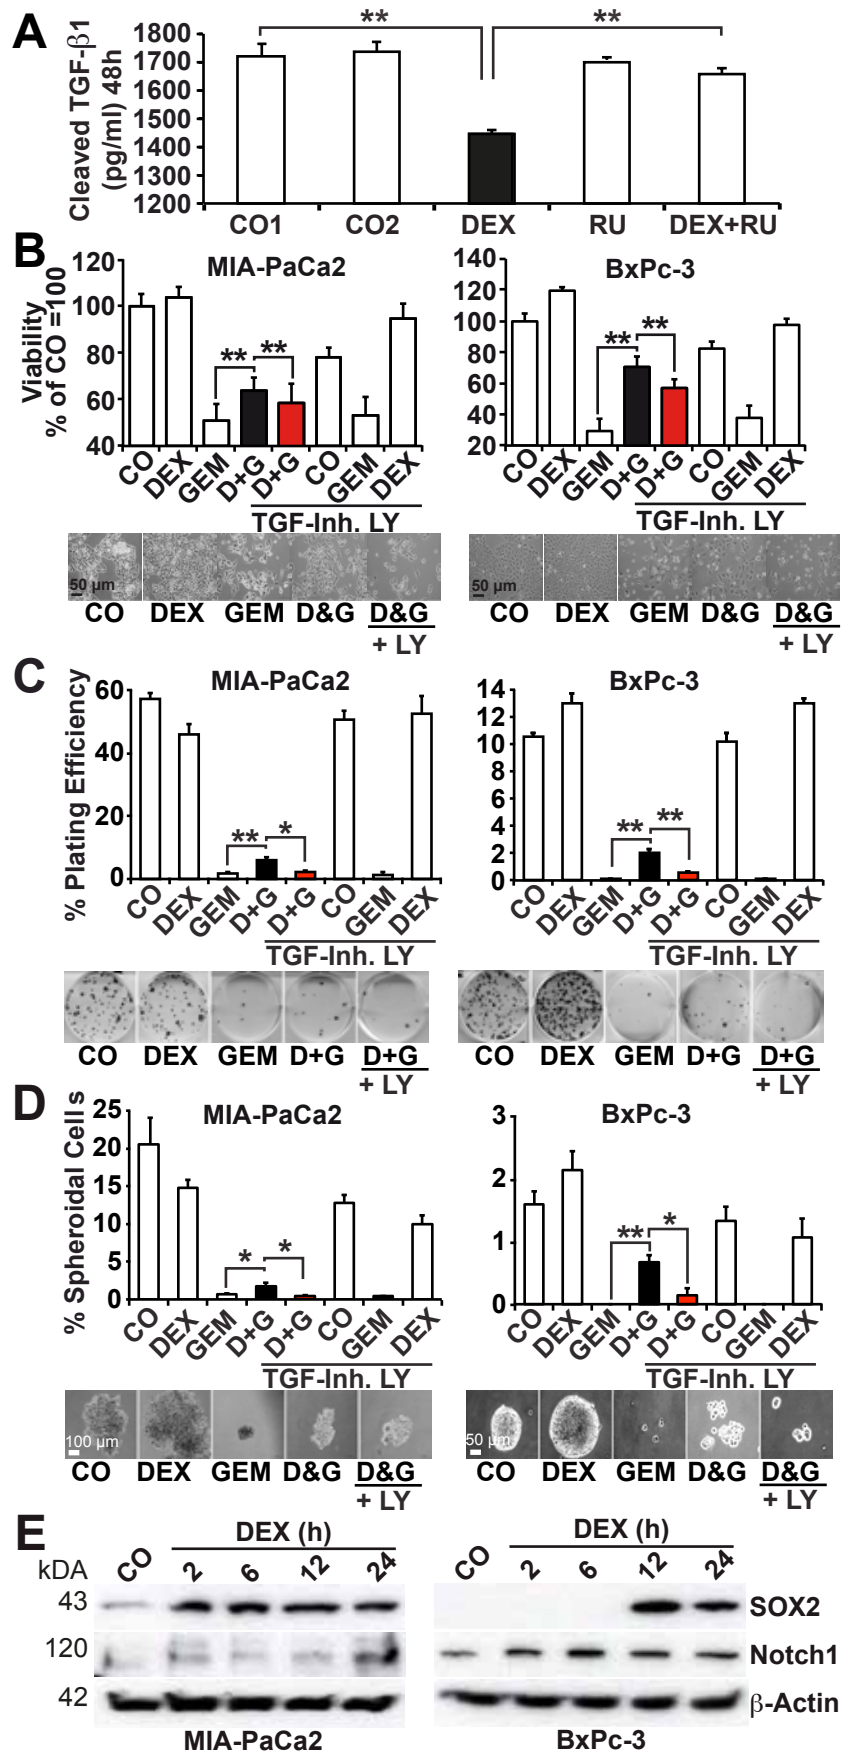 A
Cleaved TGF-β1
(pg/ml) 48h
1800
1700
1600
1500
1400
1300
1200
**
**
CO1 CO2 DEX RU DEX+RU
B
Viability
% of CO =100
MIA-PaCa2
120
100
80
60
40
** **
CO DEX GEM D+G D+G CO GEM DEX
TGF-Inh. LY
50 µm
CO DEX GEM D&G D&G
+ LY
BxPc-3
140
120
100
80
60
40
20
** **
CO DEX GEM D+G D+G CO GEM DEX
TGF-Inh. LY
50 µm
CO DEX GEM D&G D&G
+ LY
C
% Plating Efficiency
MIA-PaCa2
60
40
20
0
** *
CO DEX GEM D+G D+G CO GEM DEX
TGF-Inh. LY
CO DEX GEM D+G D+G
+ LY
BxPc-3
14
12
10
8
6
4
2
0
** **
CO DEX GEM D+G D+G CO GEM DEX
TGF-Inh. LY
CO DEX GEM D+G D+G
+ LY
D
% Spheroidal Cells
MIA-PaCa2
25
20
15
10
5
0
* *
CO DEX GEM D+G D+G CO GEM DEX
TGF-Inh. LY
100 µm
CO DEX GEM D&G D&G
+ LY
BxPc-3
3
2
1
0
** *
CO DEX GEM D+G D+G CO GEM DEX
TGF-Inh. LY
50 µm
CO DEX GEM D&G D&G
+ LY
E
DEX (h) DEX (h)
kDA CO 2 6 12 24 CO 2 6 12 24
43 SOX2
120 Notch1
42 β-Actin
MIA-PaCa2 BxPc-3